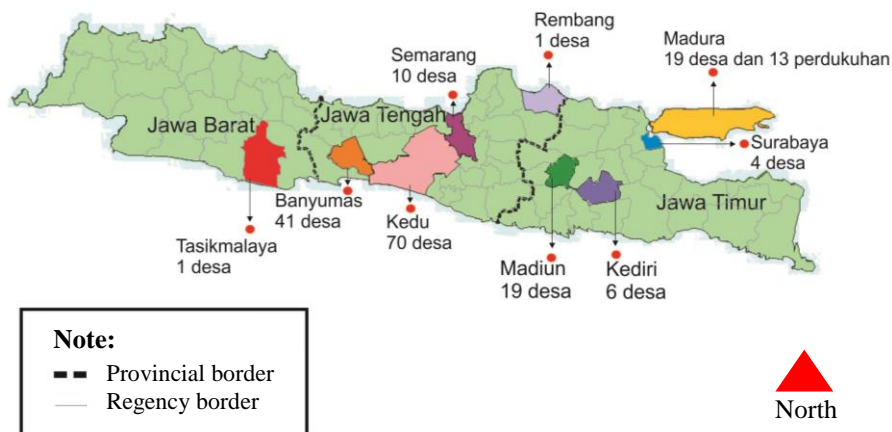 Rembang
1 desa
Madura
19 desa dan 13 perdukuhan
Semarang
10 desa
Jawa Tengah
Jawa Barat
Surabaya
4 desa
Banyumas
41 desa
Kedu
70 desa
Jawa Timur
Tasikmalaya
1 desa
Madiun
19 desa
Kediri
6 desa
Note:
Provincial border
Regency border
North